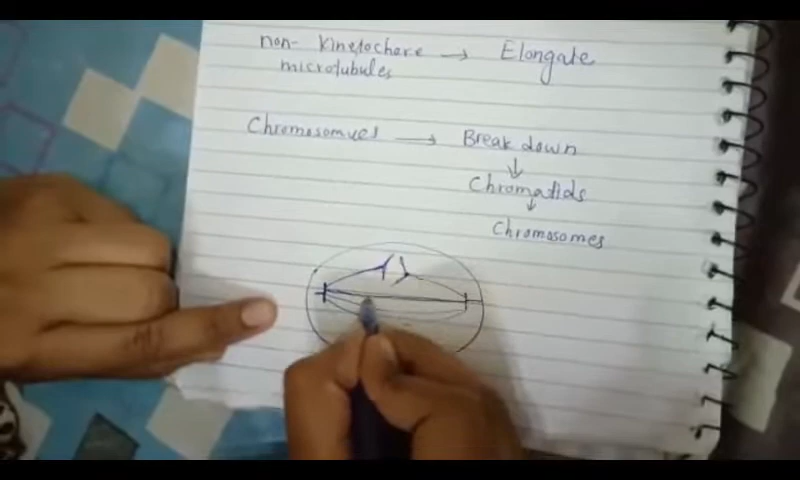 non- Kinetochore → Elongate
microtubules
Chromosomes → Break down
↓
Chromatids
↓
Chromosomes